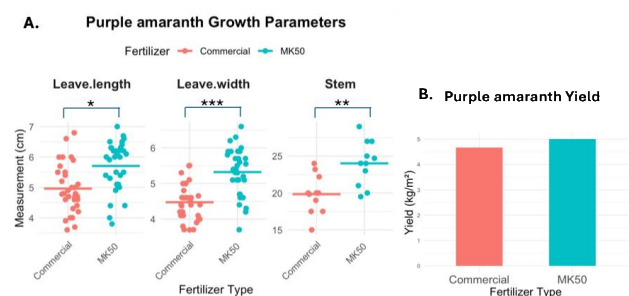 A.
Purple amaranth Growth Parameters
Fertilizer Commercial MK50
Leave.length Leave.width Stem
* *** **
Measurement (cm)
7
6
5
4
6
5
4
25
20
15
Commercial MK50 Commercial MK50 Commercial MK50
Fertilizer Type
B. Purple amaranth Yield
Yield (kg/m²)
5
4
3
2
1
0
Commercial MK50
Fertilizer Type